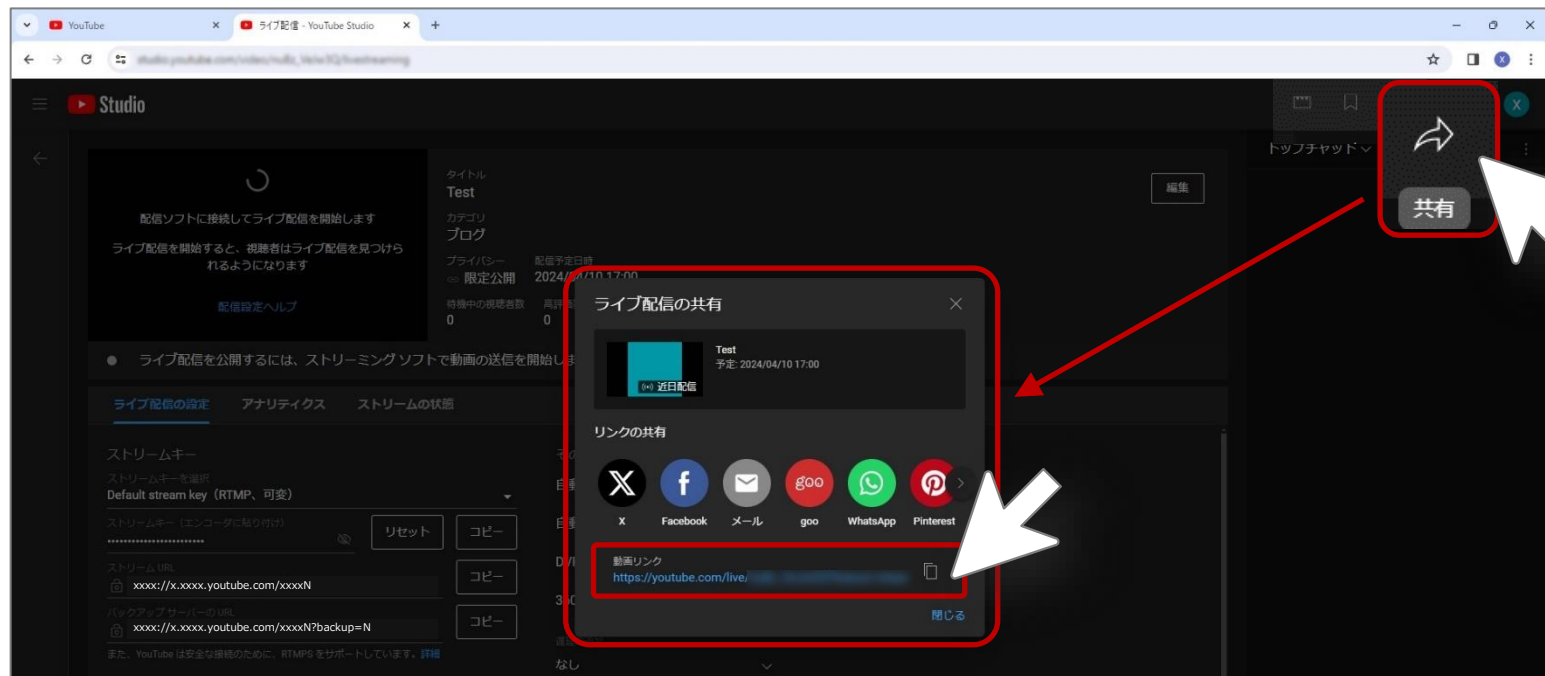 YouTube
ライブ配信 - YouTube Studio
X
Studio
X
共有
トップチャット
配信ソフトに接続してライブ配信を開始します
ライブ配信を開始すると、視聴者はライブ配信を見つけら
れるようになります
配信設定ヘルプ
タイトル
Test
カテゴリ
ブログ
プライバシー
限定公開
配信予定日時
2024/04/10 17:00
待機中の視聴者数
0
0
編集
ライブ配信を公開するには、ストリーミング ソフトで動画の送信を開始しま
ライブ配信の設定
アナリティクス
ストリームの状態
ストリームキー
ストリームキーを選択
Default stream key（RTMP、可変）
ストリームキー（エンコーダに貼り付け）
••••••••••••••••••••••••
リセット
コピー
ストリーム URL
xxxx://x.xxxx.youtube.com/xxxxN
コピー
バックアップ サーバーの URL
xxxx://x.xxxx.youtube.com/xxxxN?backup=N
コピー
また、YouTube は安全な接続のために、RTMPS をサポートしています。詳細
なし
ライブ配信の共有
Test
予定: 2024/04/10 17:00
近日配信
リンクの共有
goo
X
Facebook
メール
goo
WhatsApp
Pinterest
動画リンク
https://youtube.com/live/
閉じる